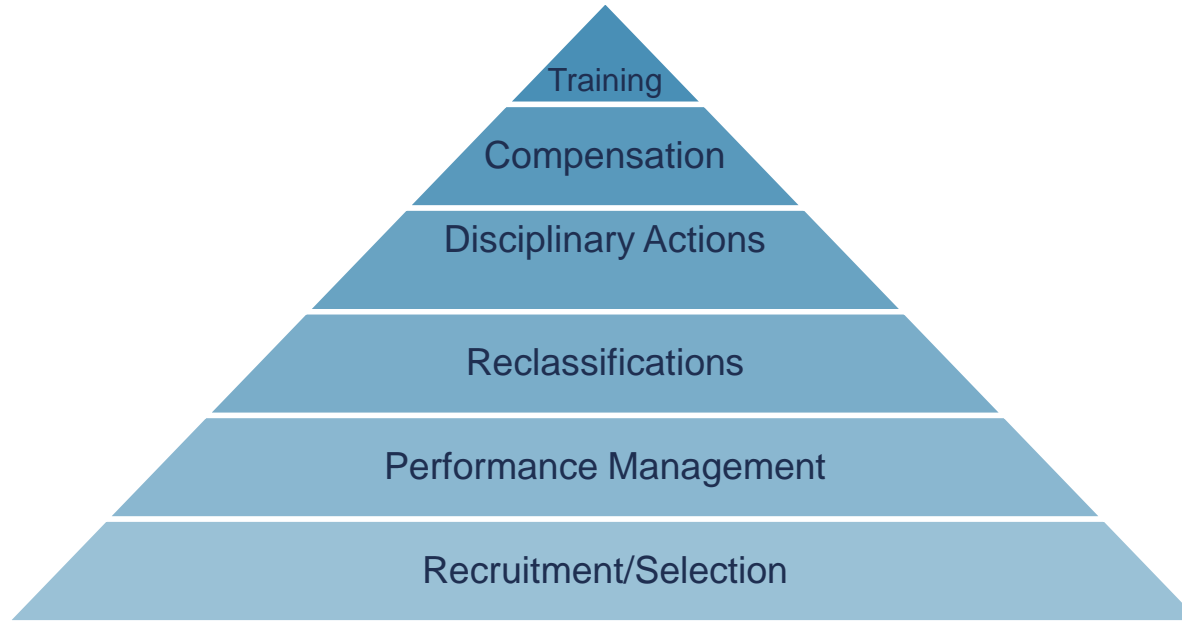 Training
Compensation
Disciplinary Actions
Reclassifications
Performance Management
Recruitment/Selection